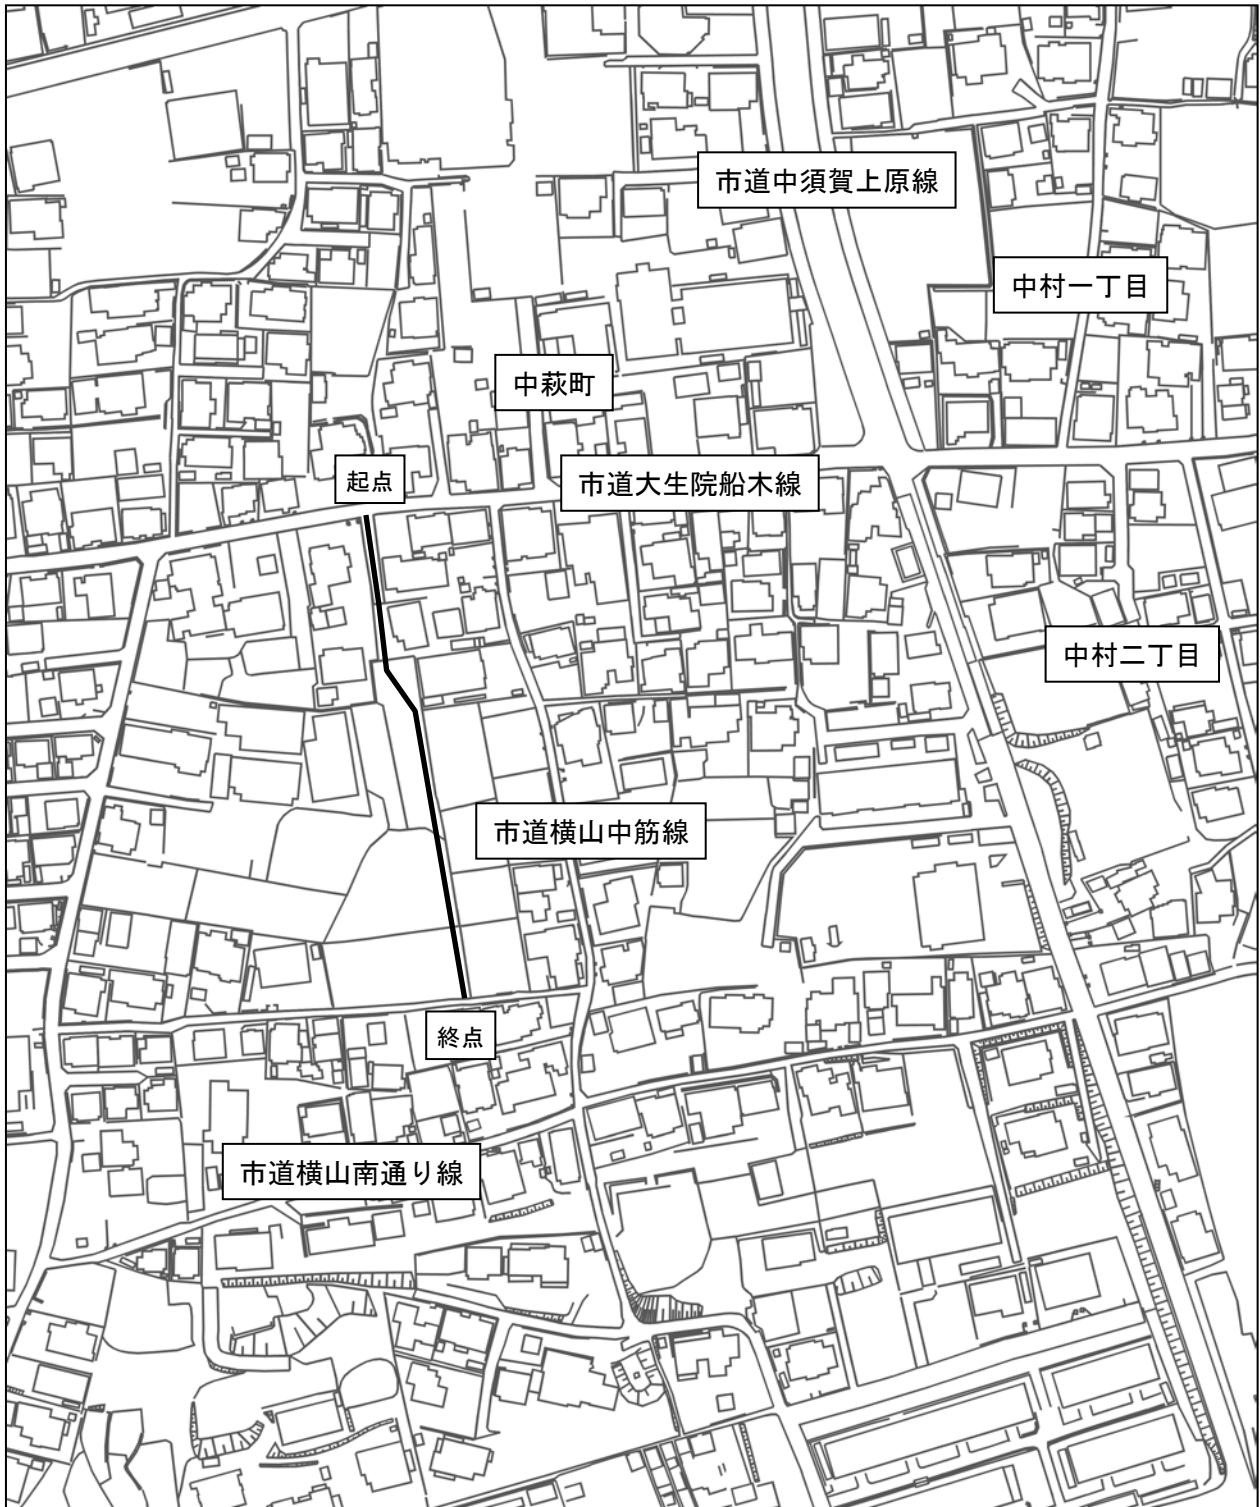 市道中須賀上原線
中村一丁目
中萩町
起点
市道大生院船木線
中村二丁目
市道横山中筋線
終点
市道横山南通り線